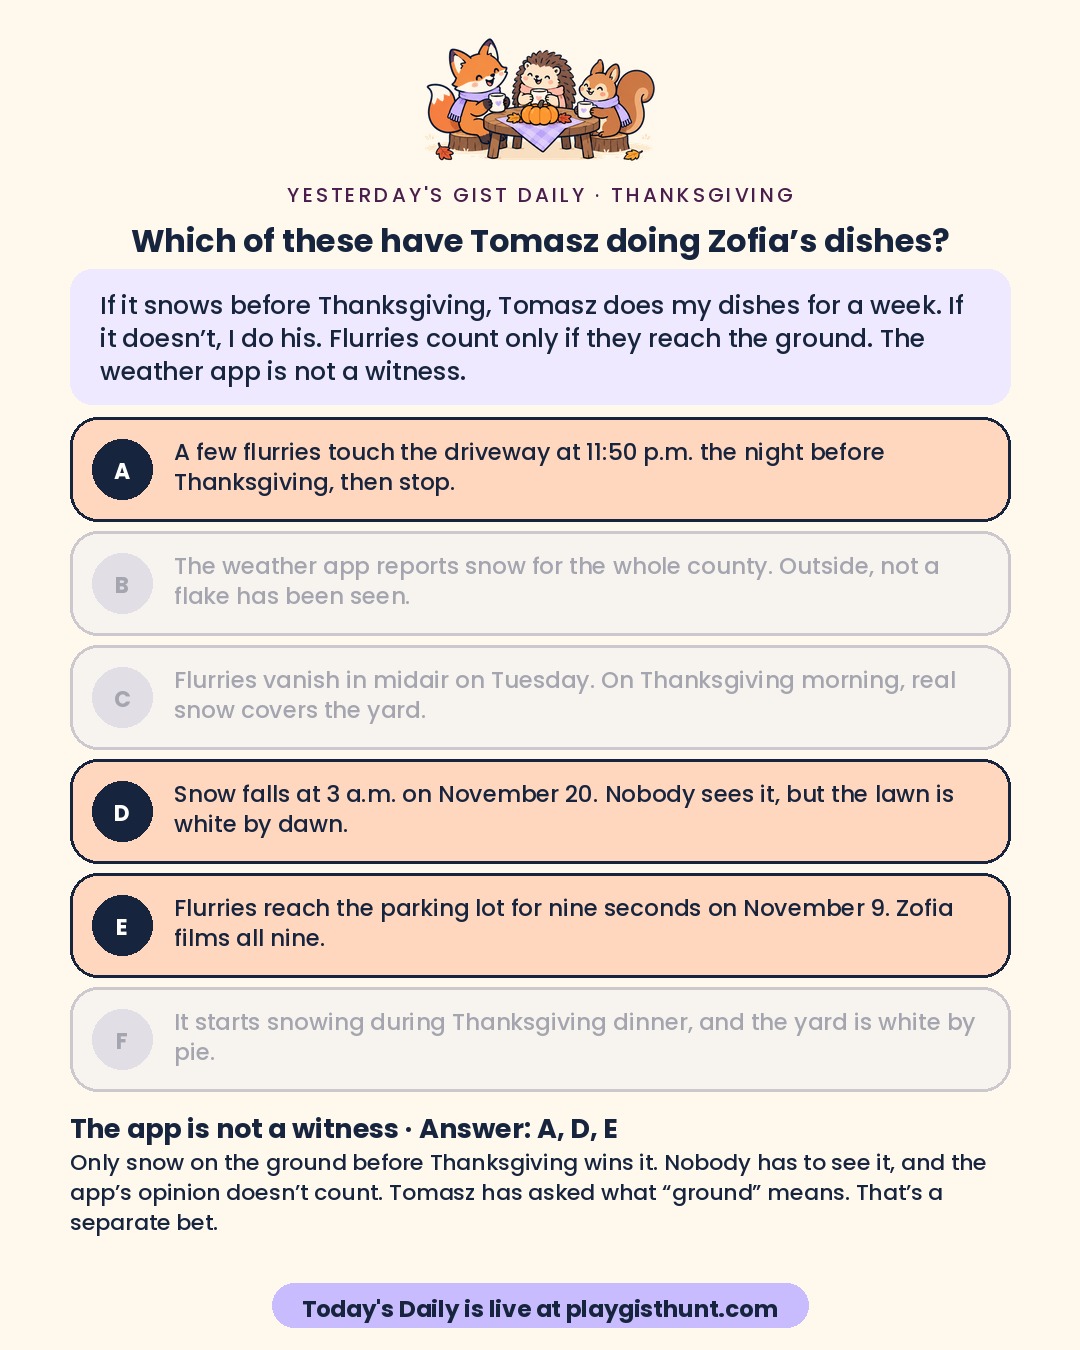 YESTERDAY'S GIST DAILY · THANKSGIVING
Which of these have Tomasz doing Zofia’s dishes?
If it snows before Thanksgiving, Tomasz does my dishes for a week. If
it doesn’t, I do his. Flurries count only if they reach the ground. The
weather app is not a witness.
A
A few flurries touch the driveway at 11:50 p.m. the night before
Thanksgiving, then stop.
B
The weather app reports snow for the whole county. Outside, not a
flake has been seen.
C
Flurries vanish in midair on Tuesday. On Thanksgiving morning, real
snow covers the yard.
D
Snow falls at 3 a.m. on November 20. Nobody sees it, but the lawn is
white by dawn.
E
Flurries reach the parking lot for nine seconds on November 9. Zofia
films all nine.
F
It starts snowing during Thanksgiving dinner, and the yard is white by
pie.
The app is not a witness · Answer: A, D, E
Only snow on the ground before Thanksgiving wins it. Nobody has to see it, and the
app’s opinion doesn’t count. Tomasz has asked what “ground” means. That’s a
separate bet.
Today's Daily is live at playgisthunt.com